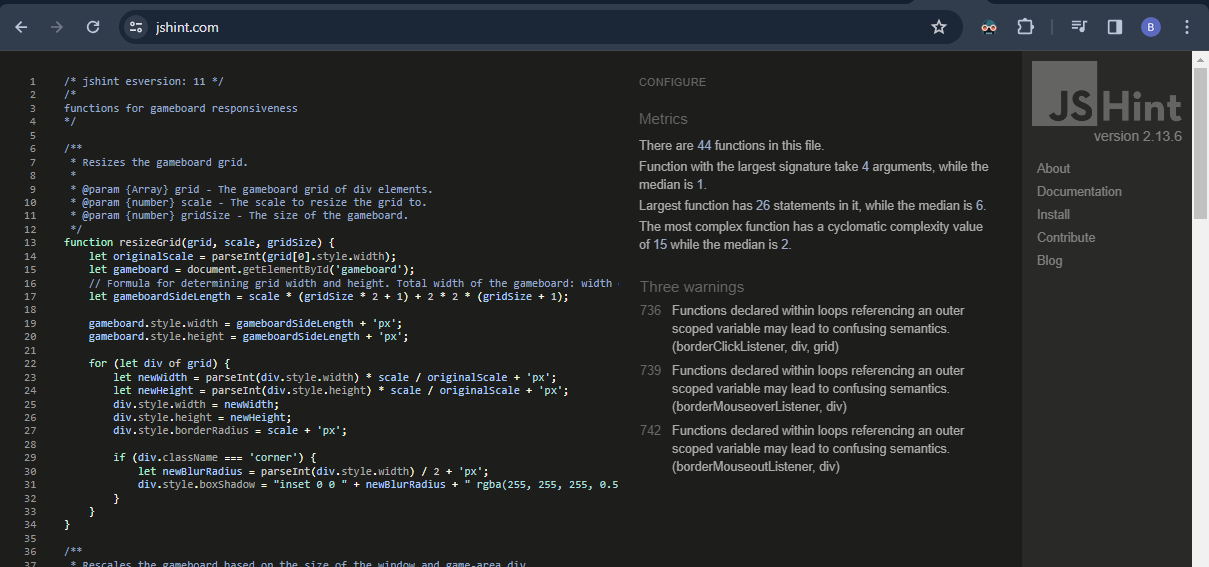 jshint.com
B
1 /* jshint esversion: 11 */
2 /*
3 functions for gameboard responsiveness
4 */
5
6 /**
7  * Resizes the gameboard grid.
8  *
9  * @param {Array} grid - The gameboard grid of div elements.
10  * @param {number} scale - The scale to resize the grid to.
11  * @param {number} gridSize - The size of the gameboard.
12  */
13 function resizeGrid(grid, scale, gridSize) {
14     let originalScale = parseInt(grid[0].style.width);
15     let gameboard = document.getElementById('gameboard');
16     // Formula for determining grid width and height. Total width of the gameboard: width
17     let gameboardSideLength = scale * (gridSize * 2 + 1) + 2 * 2 * (gridSize + 1);
18
19     gameboard.style.width = gameboardSideLength + 'px';
20     gameboard.style.height = gameboardSideLength + 'px';
21
22     for (let div of grid) {
23         let newWidth = parseInt(div.style.width) * scale / originalScale + 'px';
24         let newHeight = parseInt(div.style.height) * scale / originalScale + 'px';
25         div.style.width = newWidth;
26         div.style.height = newHeight;
27         div.style.borderRadius = scale + 'px';
28
29         if (div.className === 'corner') {
30             let newBlurRadius = parseInt(div.style.width) / 2 + 'px';
31             div.style.boxShadow = "inset 0 0 " + newBlurRadius + " rgba(255, 255, 255, 0.5
32         }
33     }
34 }
35
36 /**
37  * Rescales the gameboard based on the size of the window and game-area div
CONFIGURE
Metrics
There are 44 functions in this file.
Function with the largest signature take 4 arguments, while the
median is 1.
Largest function has 26 statements in it, while the median is 6.
The most complex function has a cyclomatic complexity value
of 15 while the median is 2.
Three warnings
736 Functions declared within loops referencing an outer
scoped variable may lead to confusing semantics.
(borderClickListener, div, grid)
739 Functions declared within loops referencing an outer
scoped variable may lead to confusing semantics.
(borderMouseoverListener, div)
742 Functions declared within loops referencing an outer
scoped variable may lead to confusing semantics.
(borderMouseoutListener, div)
JSHint
version 2.13.6
About
Documentation
Install
Contribute
Blog